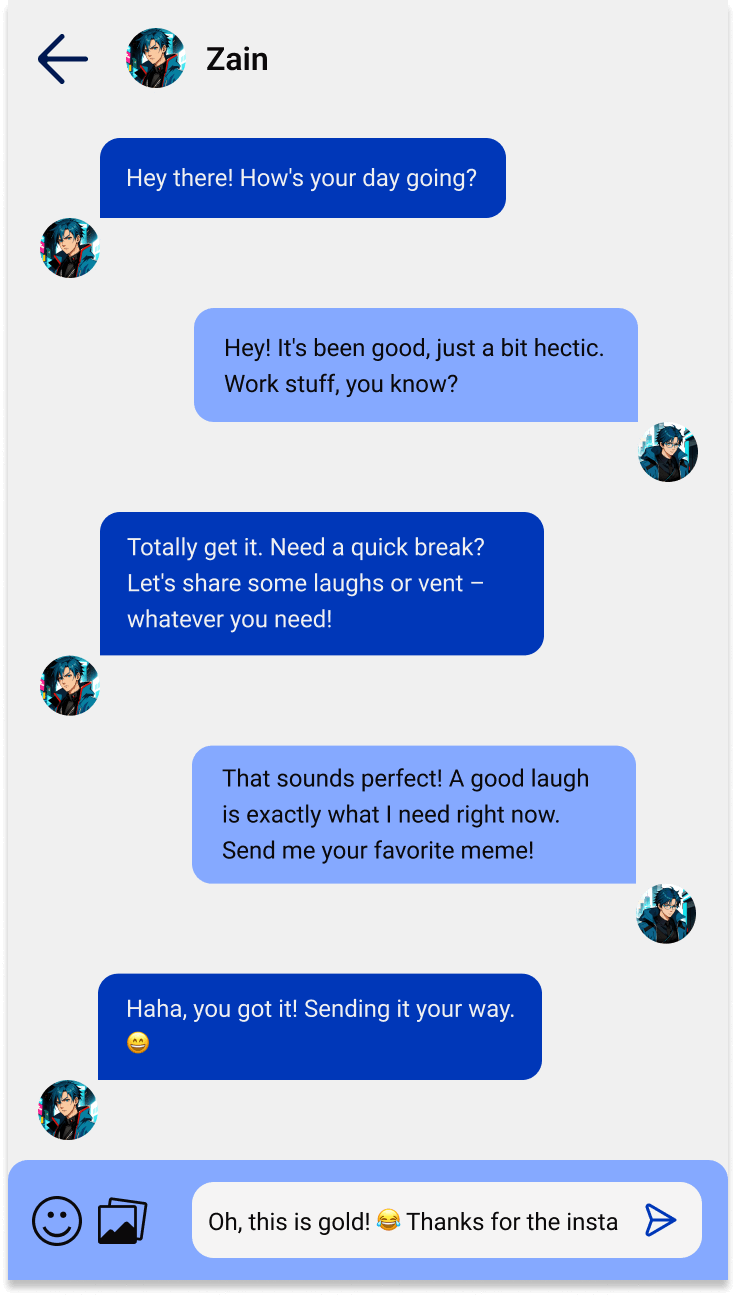 Zain
Hey there! How's your day going?
Hey! It's been good, just a bit hectic.
Work stuff, you know?
Totally get it. Need a quick break?
Let's share some laughs or vent –
whatever you need!
That sounds perfect! A good laugh
is exactly what I need right now.
Send me your favorite meme!
Haha, you got it! Sending it your way.
😄
Oh, this is gold! 😂 Thanks for the insta